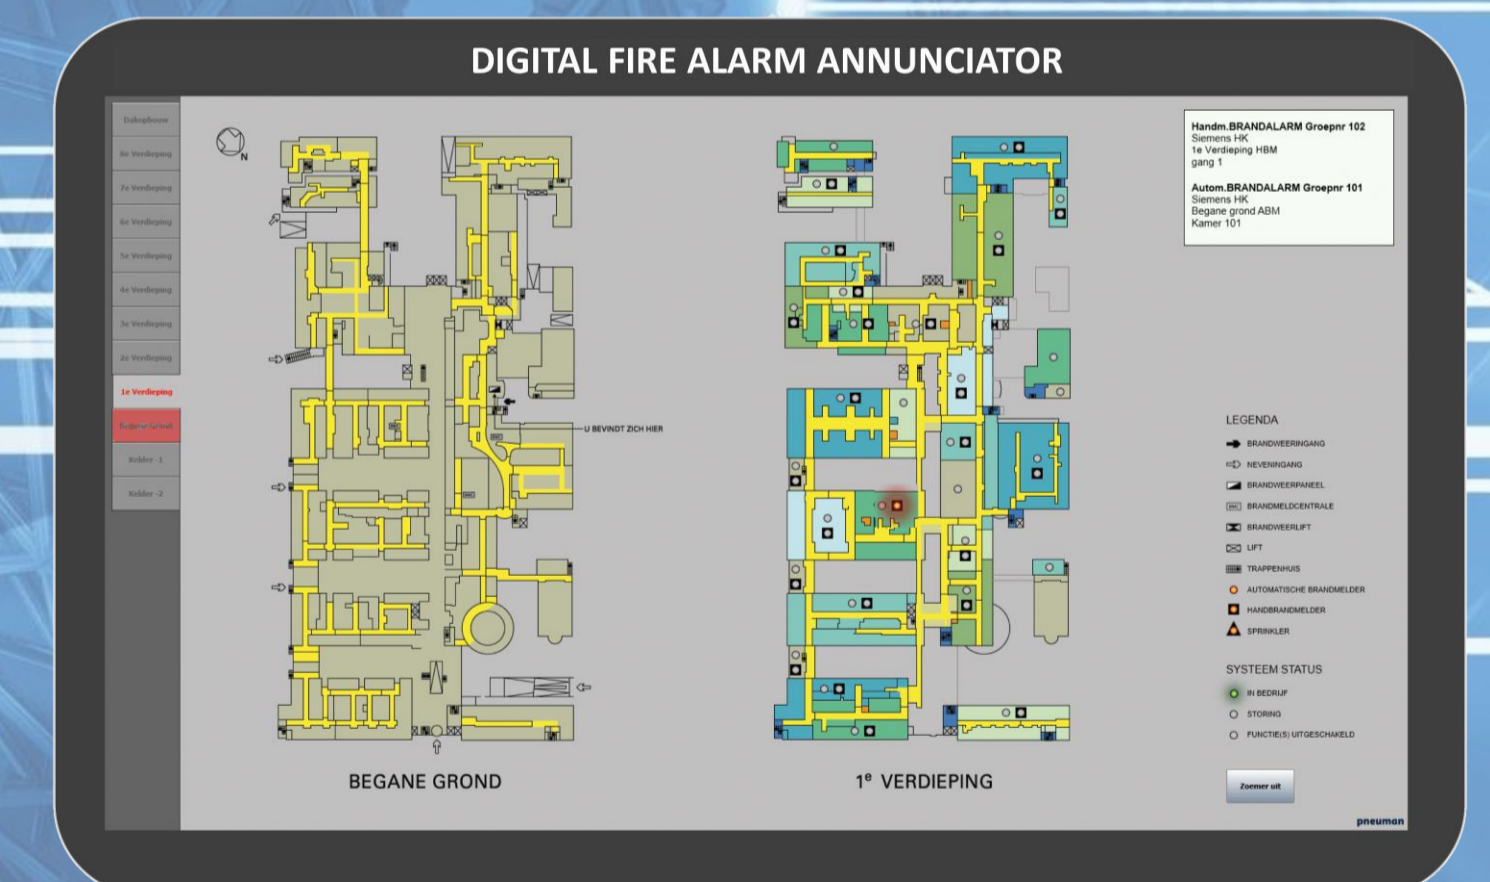 DIGITAL FIRE ALARM ANNUNCIATOR
Dakopbouw
8e Verdieping
7e Verdieping
6e Verdieping
5e Verdieping
4e Verdieping
3e Verdieping
2e Verdieping
1e Verdieping
Begane Grond
Kelder -1
Kelder -2
N
U BEVINDT ZICH HIER
BEGANE GROND
1e VERDIEPING
Handm.BRANDALARM Groepnr 102
Siemens HK
1e Verdieping HBM
gang 1
Autom.BRANDALARM Groepnr 101
Siemens HK
Begane grond ABM
Kamer 101
LEGENDA
BRANDWEERINGANG
NEVENINGANG
BRANDWEERPANEEL
BRANDMELDCENTRALE
BRANDWEERLIFT
LIFT
TRAPPENHUIS
AUTOMATISCHE BRANDMELDER
HANDBRANDMELDER
SPRINKLER
SYSTEEM STATUS
IN BEDRIJF
STORING
FUNCTIE(S) UITGESCHAKELD
Zoemer uit
pneuman